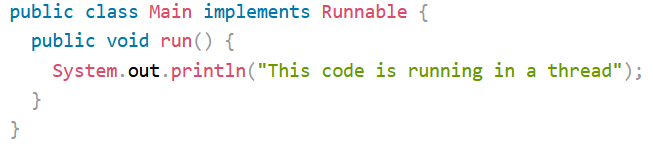 public class Main implements Runnable {
  public void run() {
    System.out.println("This code is running in a thread");
  }
}